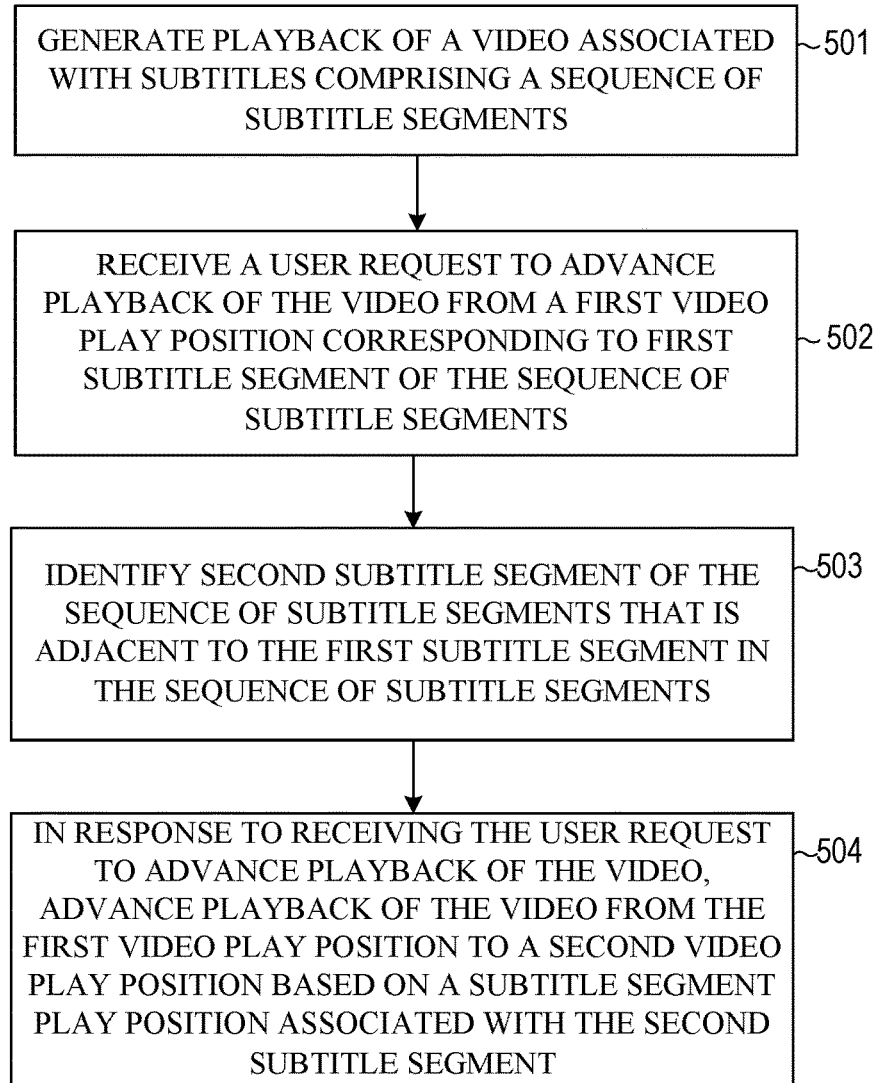 GENERATE PLAYBACK OF A VIDEO ASSOCIATED
WITH SUBTITLES COMPRISING A SEQUENCE OF
SUBTITLE SEGMENTS
501
RECEIVE A USER REQUEST TO ADVANCE
PLAYBACK OF THE VIDEO FROM A FIRST VIDEO
PLAY POSITION CORRESPONDING TO FIRST
SUBTITLE SEGMENT OF THE SEQUENCE OF
SUBTITLE SEGMENTS
502
IDENTIFY SECOND SUBTITLE SEGMENT OF THE
SEQUENCE OF SUBTITLE SEGMENTS THAT IS
ADJACENT TO THE FIRST SUBTITLE SEGMENT IN
THE SEQUENCE OF SUBTITLE SEGMENTS
503
IN RESPONSE TO RECEIVING THE USER REQUEST
TO ADVANCE PLAYBACK OF THE VIDEO,
ADVANCE PLAYBACK OF THE VIDEO FROM THE
FIRST VIDEO PLAY POSITION TO A SECOND VIDEO
PLAY POSITION BASED ON A SUBTITLE SEGMENT
PLAY POSITION ASSOCIATED WITH THE SECOND
SUBTITLE SEGMENT
504